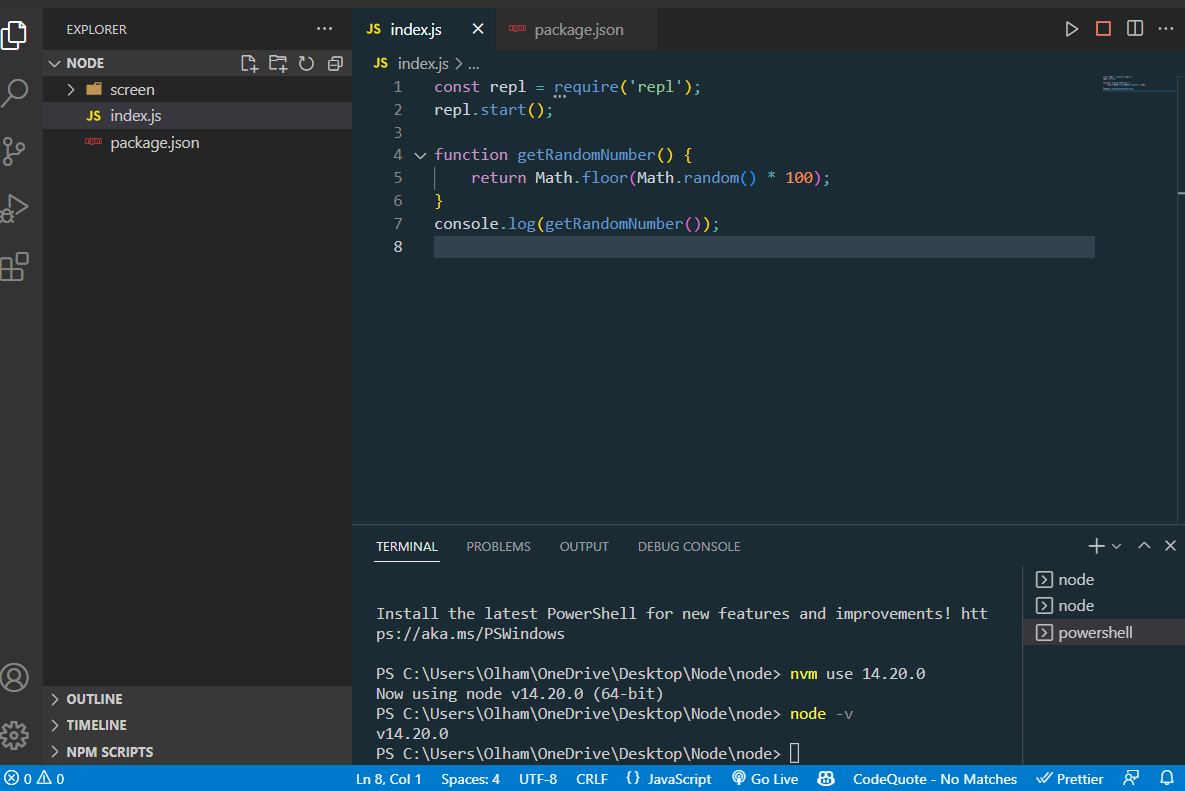 EXPLORER
NODE
screen
JS index.js
package.json
OUTLINE
TIMELINE
NPM SCRIPTS
JS index.js
package.json
JS index.js > ...
1 const repl = require('repl');
2 repl.start();
3
4 function getRandomNumber() {
5 return Math.floor(Math.random() * 100);
6 }
7 console.log(getRandomNumber());
8
TERMINAL PROBLEMS OUTPUT DEBUG CONSOLE
Install the latest PowerShell for new features and improvements! htt
ps://aka.ms/PSWindows
PS C:\Users\Olham\OneDrive\Desktop\Node\node> nvm use 14.20.0
Now using node v14.20.0 (64-bit)
PS C:\Users\Olham\OneDrive\Desktop\Node\node> node -v
v14.20.0
PS C:\Users\Olham\OneDrive\Desktop\Node\node>
node
node
powershell
0 0 Ln 8, Col 1 Spaces: 4 UTF-8 CRLF {} JavaScript Go Live CodeQuote - No Matches Prettier